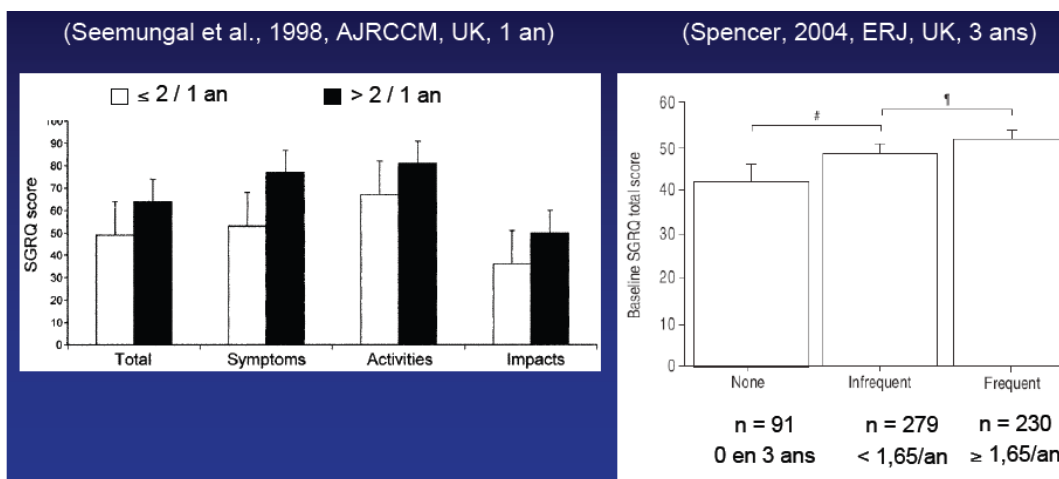 (Seemungal et al., 1998, AJRCCM, UK, 1 an)
≤ 2 / 1 an
> 2 / 1 an
SGRQ score
100
90
80
70
60
50
40
30
20
10
0
Total
Symptoms
Activities
Impacts
(Spencer, 2004, ERJ, UK, 3 ans)
Baseline SGRQ total score
60
50
40
30
20
10
0
#
¶
None
Infrequent
Frequent
n = 91
n = 279
n = 230
0 en 3 ans
< 1,65/an
≥ 1,65/an